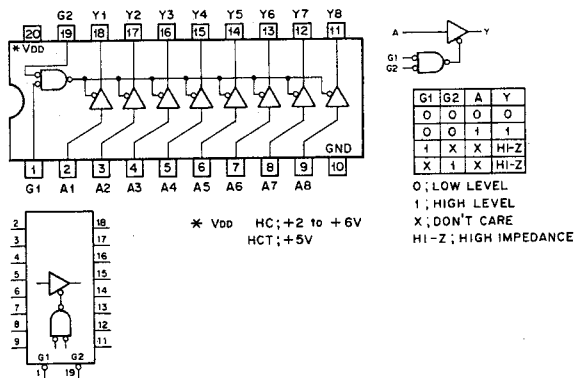 G2 Y1 Y2 Y3 Y4 Y5 Y6 Y7 Y8
20 19 18 17 16 15 14 13 12 11
* VDD
GND
1 2 3 4 5 6 7 8 9 10
G1 A1 A2 A3 A4 A5 A6 A7 A8
A Y
G1
G2
G1 G2 A Y
0 0 0 0
0 0 1 1
1 X X HI-Z
X 1 X HI-Z
0 ; LOW LEVEL
1 ; HIGH LEVEL
X ; DON'T CARE
HI-Z ; HIGH IMPEDANCE
* VDD HC; +2 to +6V
HCT; +5V
2 18
3 17
4 16
5 15
6 14
7 13
8 12
9 11
G1 G2
1 19